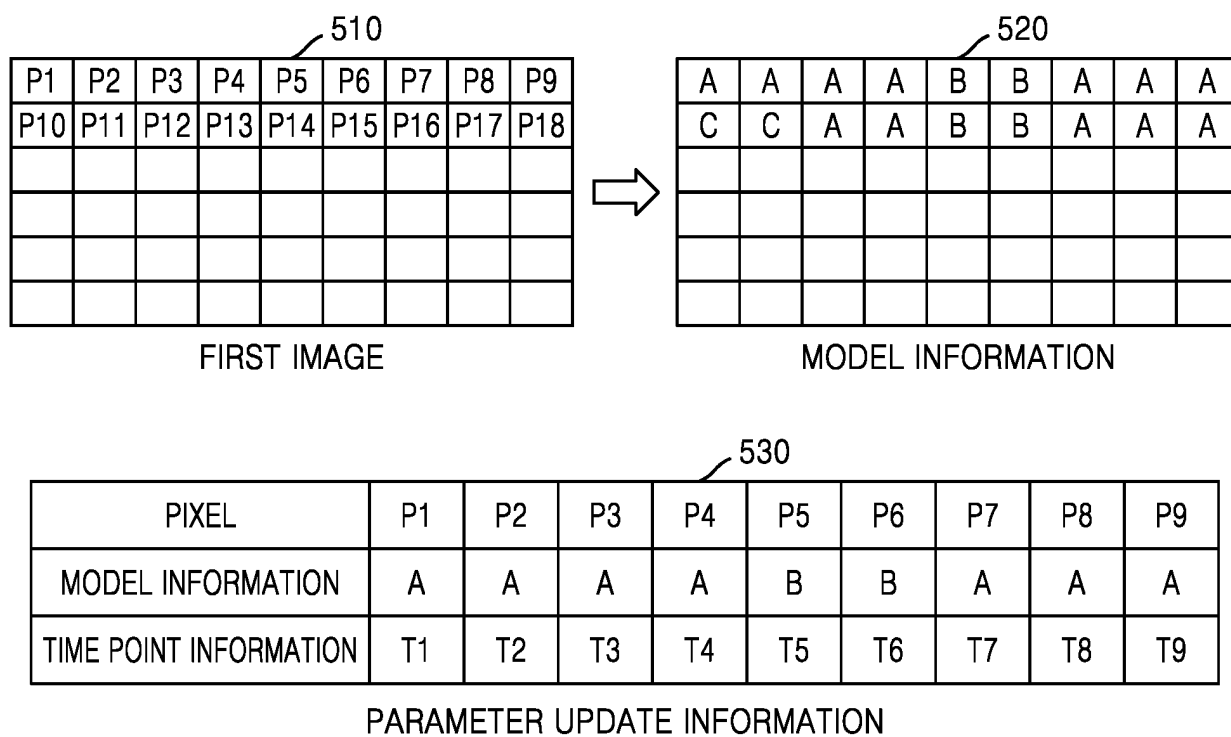 510
P1 P2 P3 P4 P5 P6 P7 P8 P9
P10 P11 P12 P13 P14 P15 P16 P17 P18
FIRST IMAGE
520
A A A A B B A A A
C C A A B B A A A
MODEL INFORMATION
530
PIXEL P1 P2 P3 P4 P5 P6 P7 P8 P9
MODEL INFORMATION A A A A B B A A A
TIME POINT INFORMATION T1 T2 T3 T4 T5 T6 T7 T8 T9
PARAMETER UPDATE INFORMATION